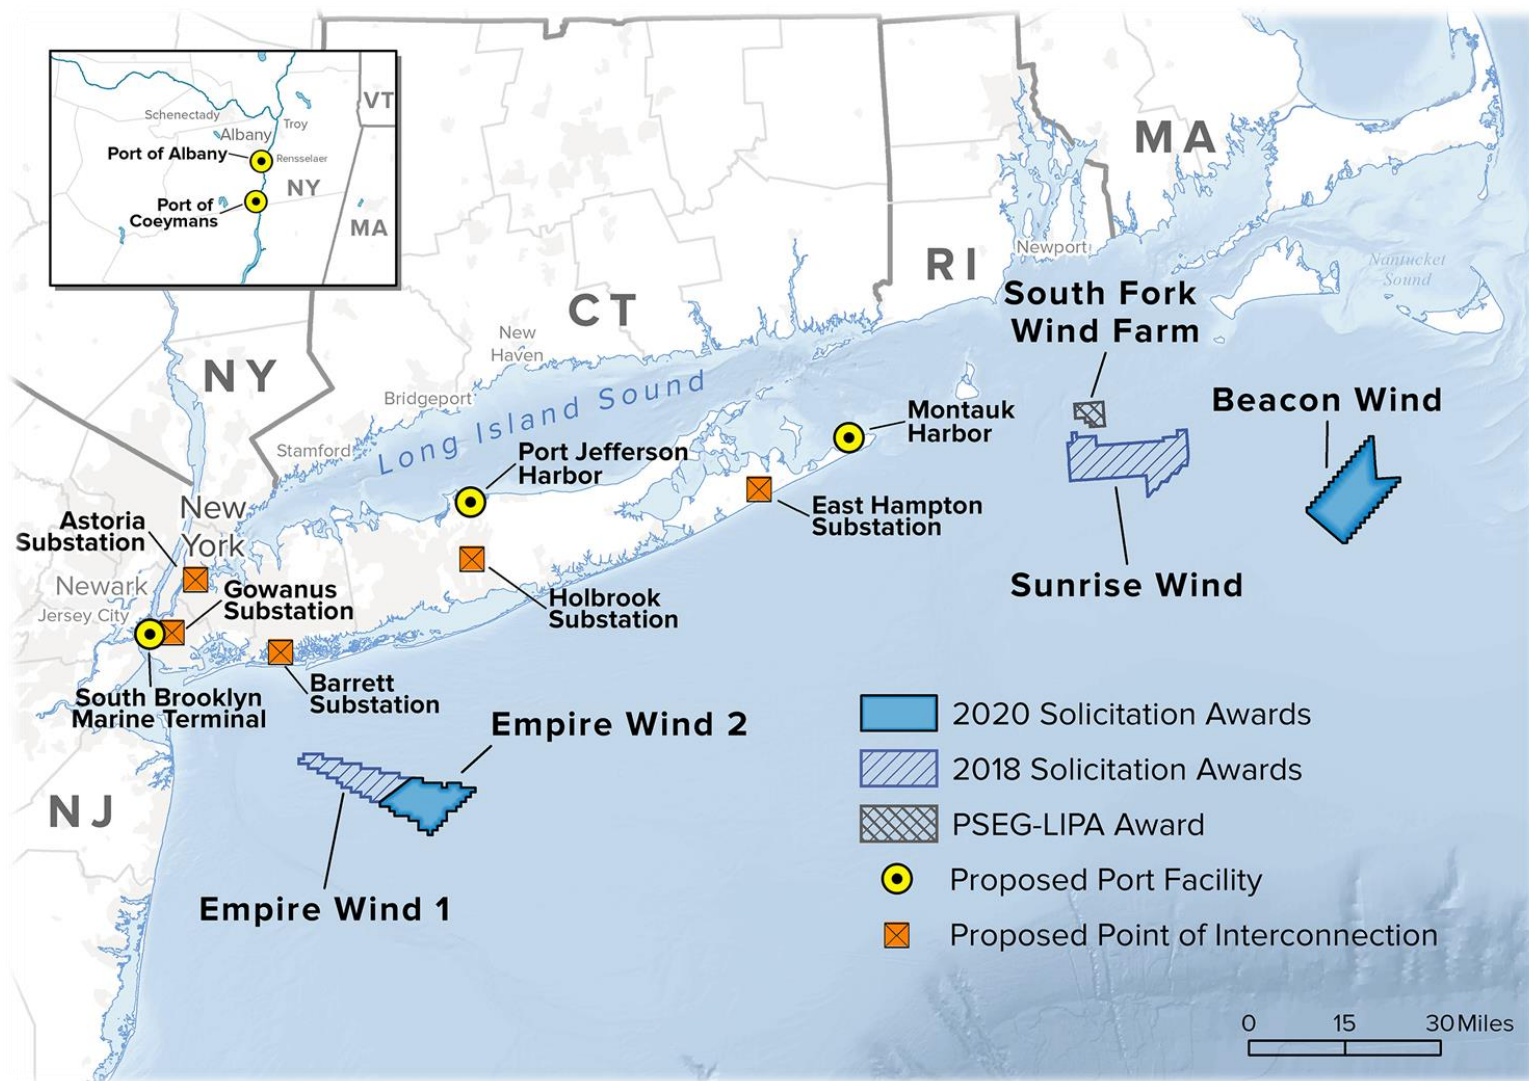 VT
Schenectady
Troy
Albany
Port of Albany
Rensselaer
NY
Port of
Coeymans
MA
MA
RI
Newport
Nantucket
Sound
CT
South Fork
Wind Farm
New
Haven
NY
Bridgeport
Long Island Sound
Beacon Wind
Montauk
Harbor
Stamford
Port Jefferson
Harbor
New
York
Astoria
Substation
East Hampton
Substation
Newark
Jersey City
Gowanus
Substation
Holbrook
Substation
Sunrise Wind
South Brooklyn
Marine Terminal
Barrett
Substation
Empire Wind 2
NJ
Empire Wind 1
2020 Solicitation Awards
2018 Solicitation Awards
PSEG-LIPA Award
Proposed Port Facility
Proposed Point of Interconnection
0 15 30 Miles